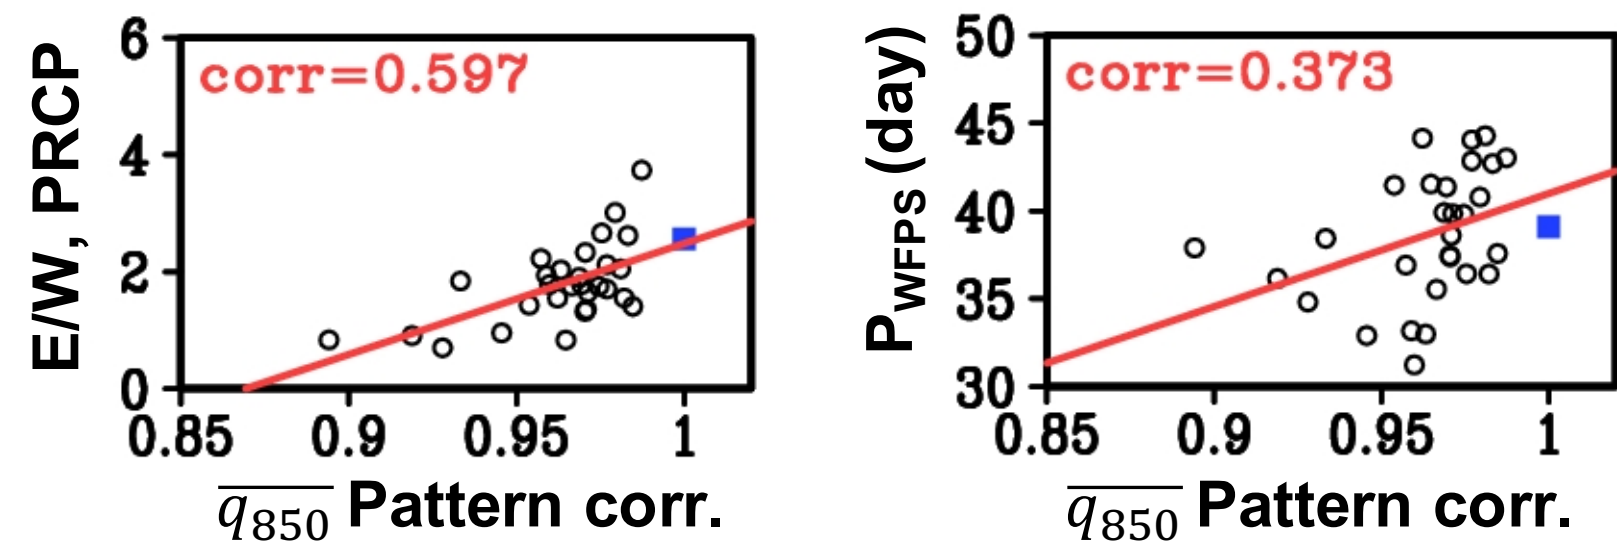 E/W, PRCP
6
4
2
0
corr=0.597
0.85 0.9 0.95 1
q850 Pattern corr.
PWFPS (day)
50
45
40
35
30
corr=0.373
0.85 0.9 0.95 1
q850 Pattern corr.